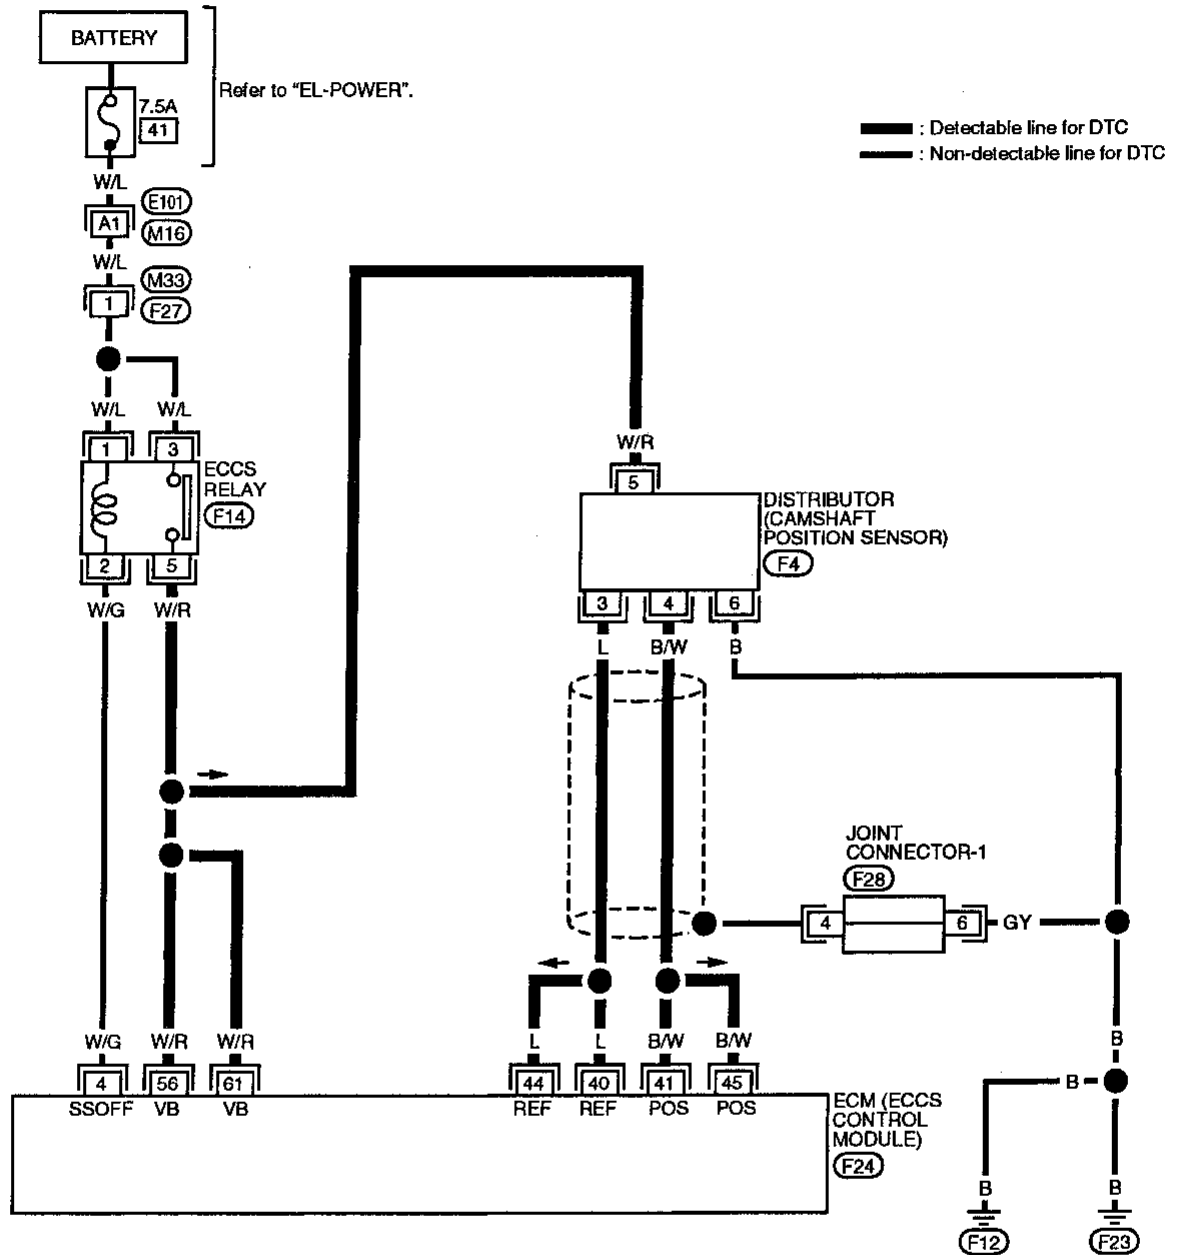 BATTERY
Refer to "EL-POWER".
7.5A
41
: Detectable line for DTC
: Non-detectable line for DTC
W/L
E101
A1
M16
W/L
M33
1
F27
W/L W/L
1 3
ECCS
RELAY
F14
2 5
W/G W/R
W/R
5
DISTRIBUTOR
(CAMSHAFT
POSITION SENSOR)
F4
3 4 6
L B/W B
JOINT
CONNECTOR-1
F28
4 6 GY
W/G W/R W/R L L B/W B/W B
4 56 61 44 40 41 45
SSOFF VB VB REF REF POS POS
B
ECM (ECCS
CONTROL
MODULE)
F24
B B
F12 F23